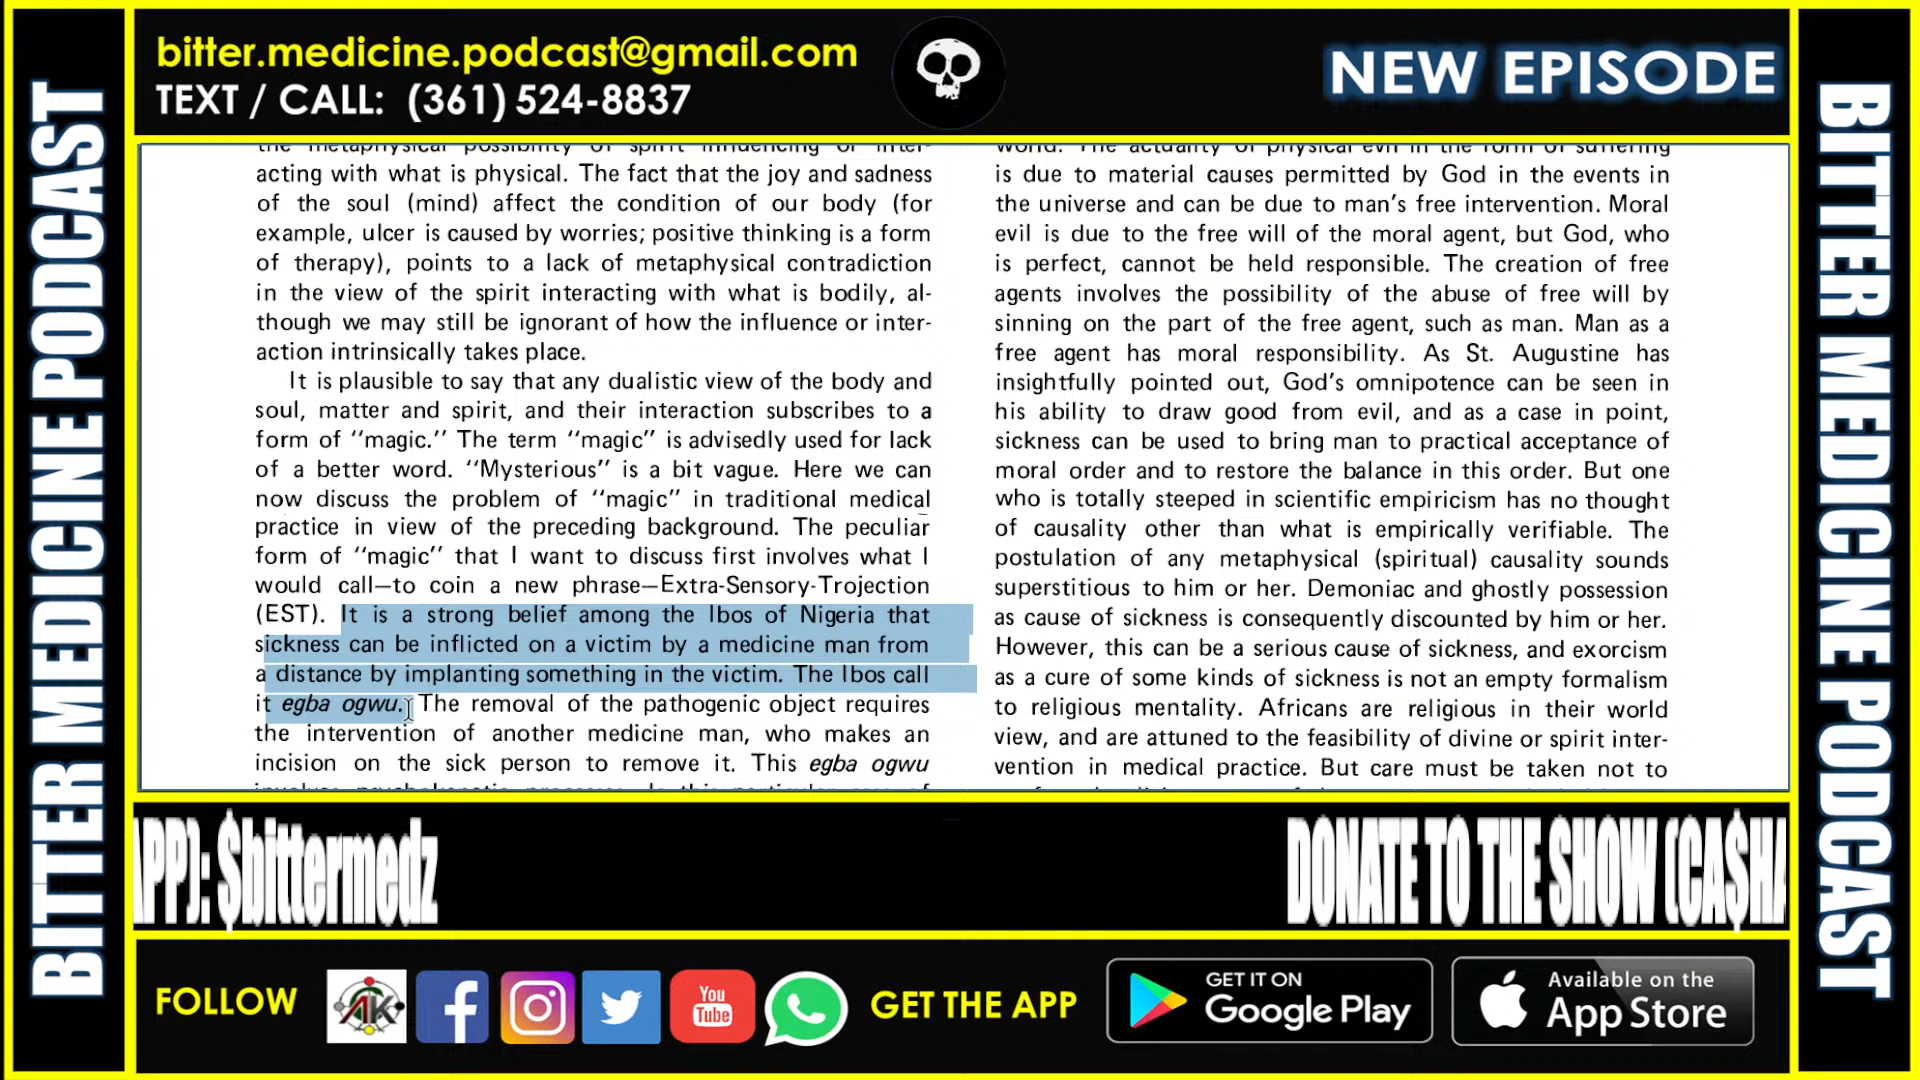 bitter.medicine.podcast@gmail.com
TEXT / CALL: (361) 524-8837
NEW EPISODE
BITTER MEDICINE PODCAST
the metaphysical possibility of spirit influencing or inter-
acting with what is physical. The fact that the joy and sadness
of the soul (mind) affect the condition of our body (for
example, ulcer is caused by worries; positive thinking is a form
of therapy), points to a lack of metaphysical contradiction
in the view of the spirit interacting with what is bodily, al-
though we may still be ignorant of how the influence or inter-
action intrinsically takes place.
It is plausible to say that any dualistic view of the body and
soul, matter and spirit, and their interaction subscribes to a
form of "magic." The term "magic" is advisedly used for lack
of a better word. "Mysterious" is a bit vague. Here we can
now discuss the problem of "magic" in traditional medical
practice in view of the preceding background. The peculiar
form of "magic" that I want to discuss first involves what I
would call—to coin a new phrase—Extra-Sensory-Trojection
(EST). It is a strong belief among the Ibos of Nigeria that
sickness can be inflicted on a victim by a medicine man from
a distance by implanting something in the victim. The Ibos call
it egba ogwu. The removal of the pathogenic object requires
the intervention of another medicine man, who makes an
incision on the sick person to remove it. This egba ogwu
world. The actuality of physical evil in the form of suffering
is due to material causes permitted by God in the events in
the universe and can be due to man's free intervention. Moral
evil is due to the free will of the moral agent, but God, who
is perfect, cannot be held responsible. The creation of free
agents involves the possibility of the abuse of free will by
sinning on the part of the free agent, such as man. Man as a
free agent has moral responsibility. As St. Augustine has
insightfully pointed out, God's omnipotence can be seen in
his ability to draw good from evil, and as a case in point,
sickness can be used to bring man to practical acceptance of
moral order and to restore the balance in this order. But one
who is totally steeped in scientific empiricism has no thought
of causality other than what is empirically verifiable. The
postulation of any metaphysical (spiritual) causality sounds
superstitious to him or her. Demoniac and ghostly possession
as cause of sickness is consequently discounted by him or her.
However, this can be a serious cause of sickness, and exorcism
as a cure of some kinds of sickness is not an empty formalism
to religious mentality. Africans are religious in their world
view, and are attuned to the feasibility of divine or spirit inter-
vention in medical practice. But care must be taken not to
BITTER MEDICINE PODCAST
APP): $bittermedz
DONATE TO THE SHOW (CA$HA
FOLLOW
AK
You
Tube
GET THE APP
GET IT ON
Google Play
Available on the
App Store